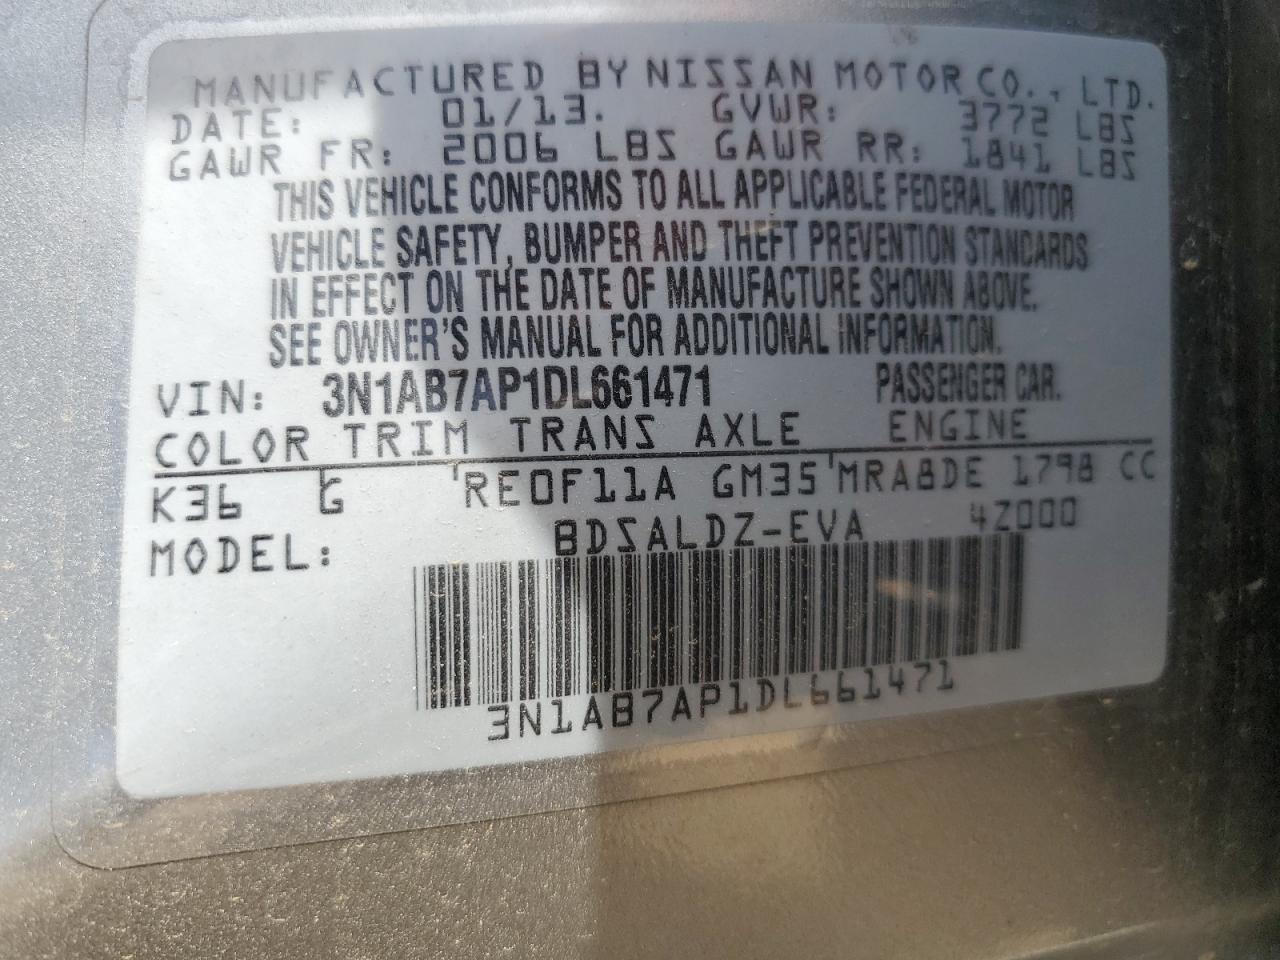 MANUFACTURED BY NISSAN MOTOR CO., LTD.
DATE: 01/13. GVWR: 3772 LBS
GAWR FR: 2006 LBS GAWR RR: 1841 LBS
THIS VEHICLE CONFORMS TO ALL APPLICABLE FEDERAL MOTOR
VEHICLE SAFETY, BUMPER AND THEFT PREVENTION STANDARDS
IN EFFECT ON THE DATE OF MANUFACTURE SHOWN ABOVE.
SEE OWNER'S MANUAL FOR ADDITIONAL INFORMATION.
VIN: 3N1AB7AP1DL661471 PASSENGER CAR.
COLOR TRIM TRANS AXLE ENGINE
K36 G 'RE0F11A GM35'MRA8DE 1798 CC
MODEL: BDSALDZ-EVA 4Z000
3N1AB7AP1DL661471